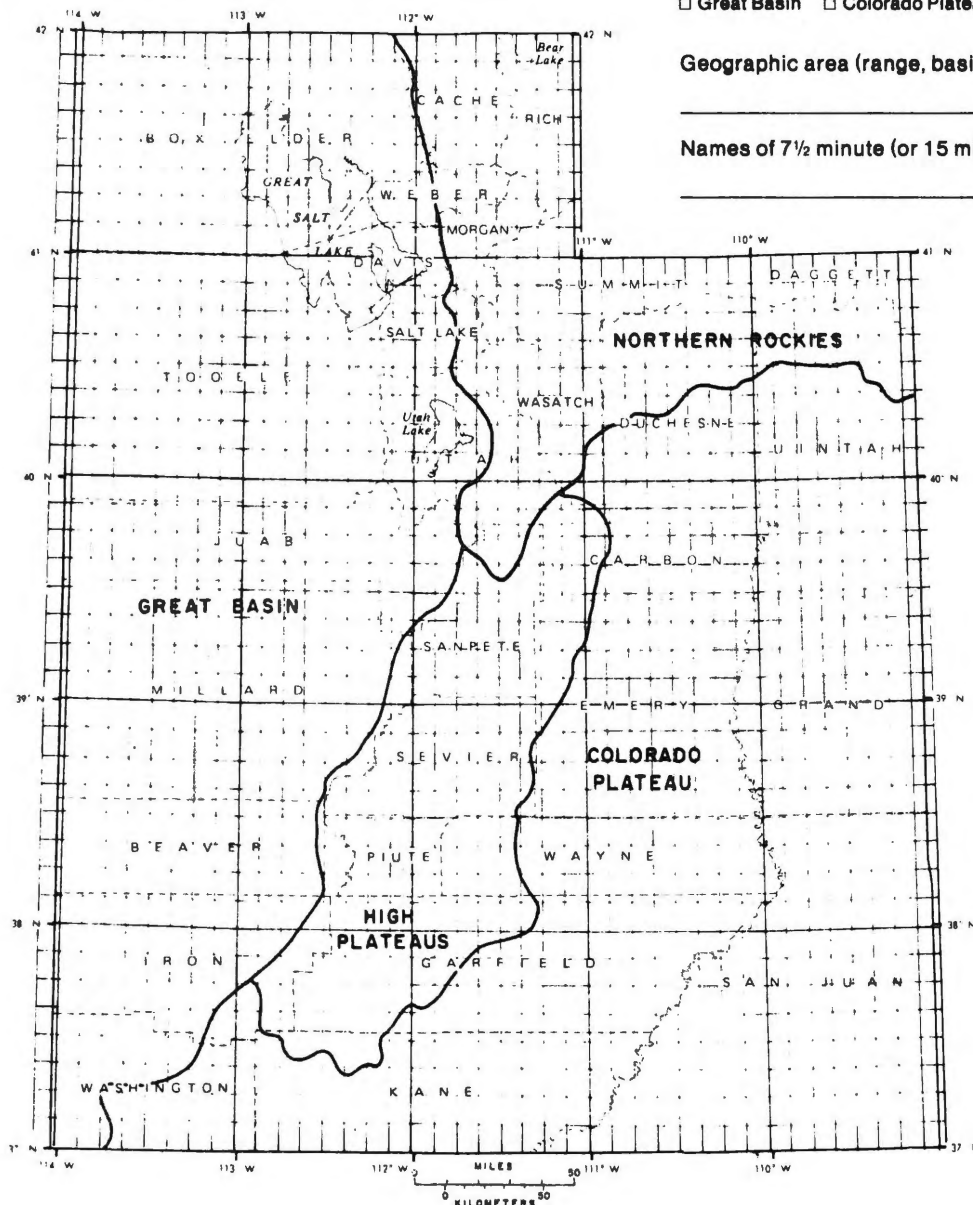 □ Great Basin □ Colorado Plate
Geographic area (range, basi
Names of 7½ minute (or 15 m
114 W 113°W 112°W
42 N 42 N
Bear Lake
CACHE
RICH
BOX ELDER
GREAT SALT LAKE
WEBER
MORGAN
111°W 110°W
41 N 41 N
DAVIS
SUMMIT
DAGGETT
SALT LAKE
NORTHERN ROCKIES
TOOELE
WASATCH
Utah Lake
DUCHESNE
UTAH
UINTAH
40° N 40° N
JUAB
CARBON
GREAT BASIN
SANPETE
MILLARD
39° N 39° N
EMERY
GRAND
SEVIER
COLORADO PLATEAU
BEAVER
PIUTE
WAYNE
HIGH PLATEAUS
38 N 38° N
IRON
GARFIELD
SAN JUAN
WASHINGTON
KANE
37° N 37° N
114 W 113°W 112°W 111°W 110°W
MILES
0 50
0 50
KILOMETERS